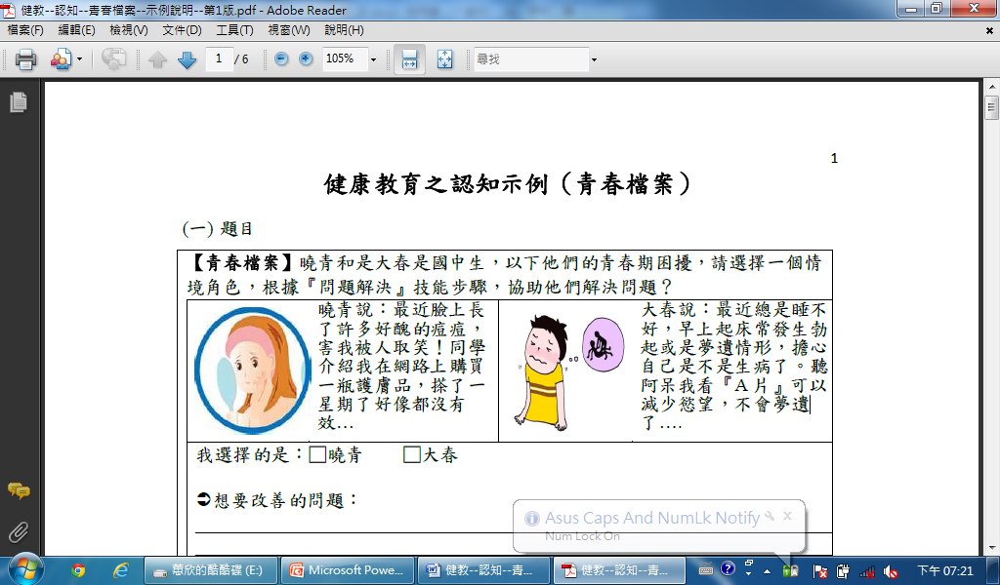 健教--認知--青春檔案--示例說明--第1版.pdf - Adobe Reader
檔案(F) 編輯(E) 檢視(V) 文件(D) 工具(T) 視窗(W) 說明(H)
1 / 6 105% 尋找
1
健康教育之認知示例（青春檔案）
(一) 題目
【青春檔案】曉青和是大春是國中生，以下他們的青春期困擾，請選擇一個情
境角色，根據『問題解決』技能步驟，協助他們解決問題？
曉青說：最近臉上長
了許多好醜的痘痘，
害我被人取笑！同學
介紹我在網路上購買
一瓶護膚品，搽了一
星期了好像都沒有
效…
大春說：最近總是睡不
好，早上起床常發生勃
起或是夢遺情形，擔心
自己是不是生病了。聽
阿呆我看『A片』可以
減少慾望，不會夢遺
了….
我選擇的是：□曉青 □大春
➲想要改善的問題：
Asus Caps And NumLk Notify
Num Lock On
蕙欣的酷酷碟 (E:) Microsoft Powe... 健教--認知--青... 健教--認知--青... 下午 07:21